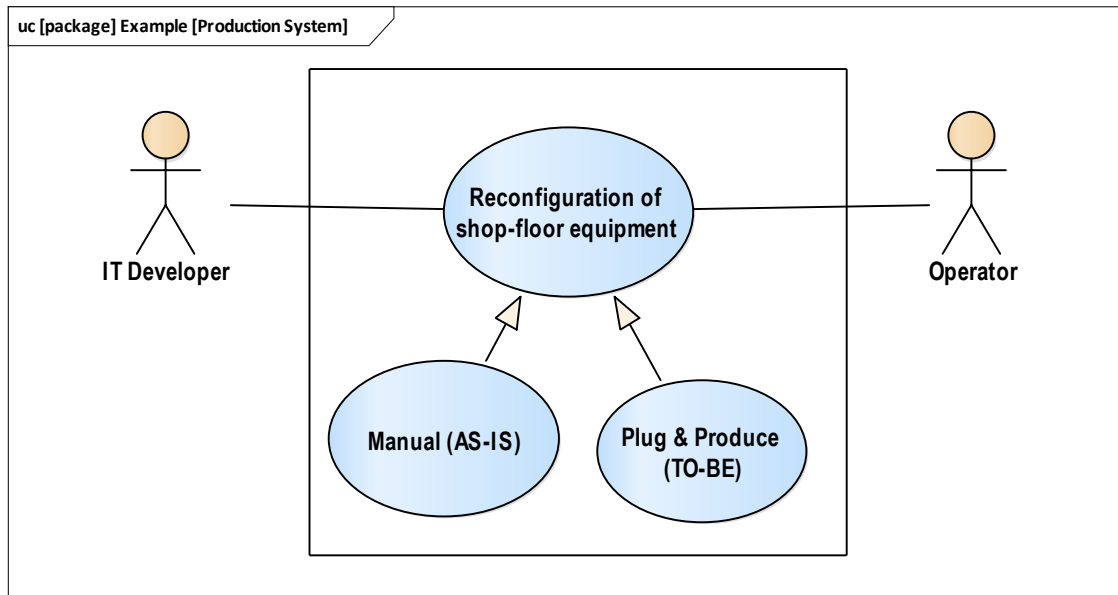 uc [package] Example [Production System]
Reconfiguration of
shop-floor equipment
IT Developer
Operator
Manual (AS-IS)
Plug & Produce
(TO-BE)